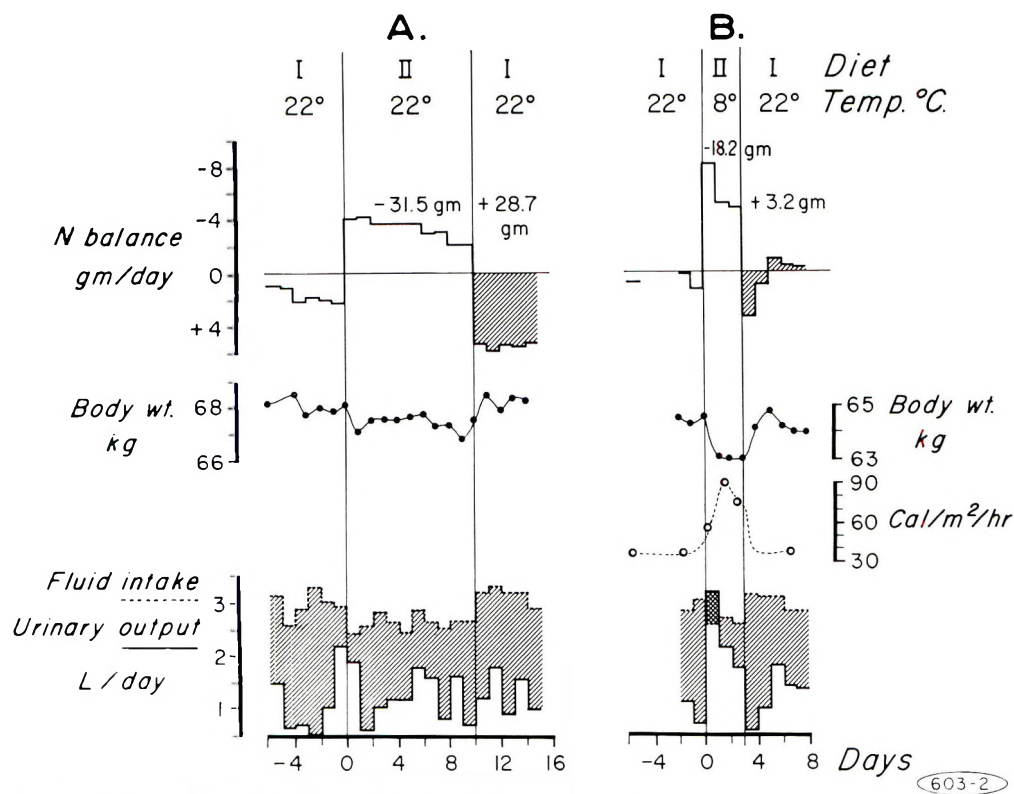 A. B.
I II I I II I Diet
22° 22° 22° 22° 8° 22° Temp. °C.
-18.2 gm
-8
-31.5 gm +28.7 gm
+3.2 gm
-4
N balance
gm/day
0
+4
Body wt.
kg
68
66
65 Body wt.
kg
63
90
60 Cal/m²/hr
30
Fluid intake
Urinary output
L/day
3
2
1
-4 0 4 8 12 16 -4 0 4 8 Days
603-2